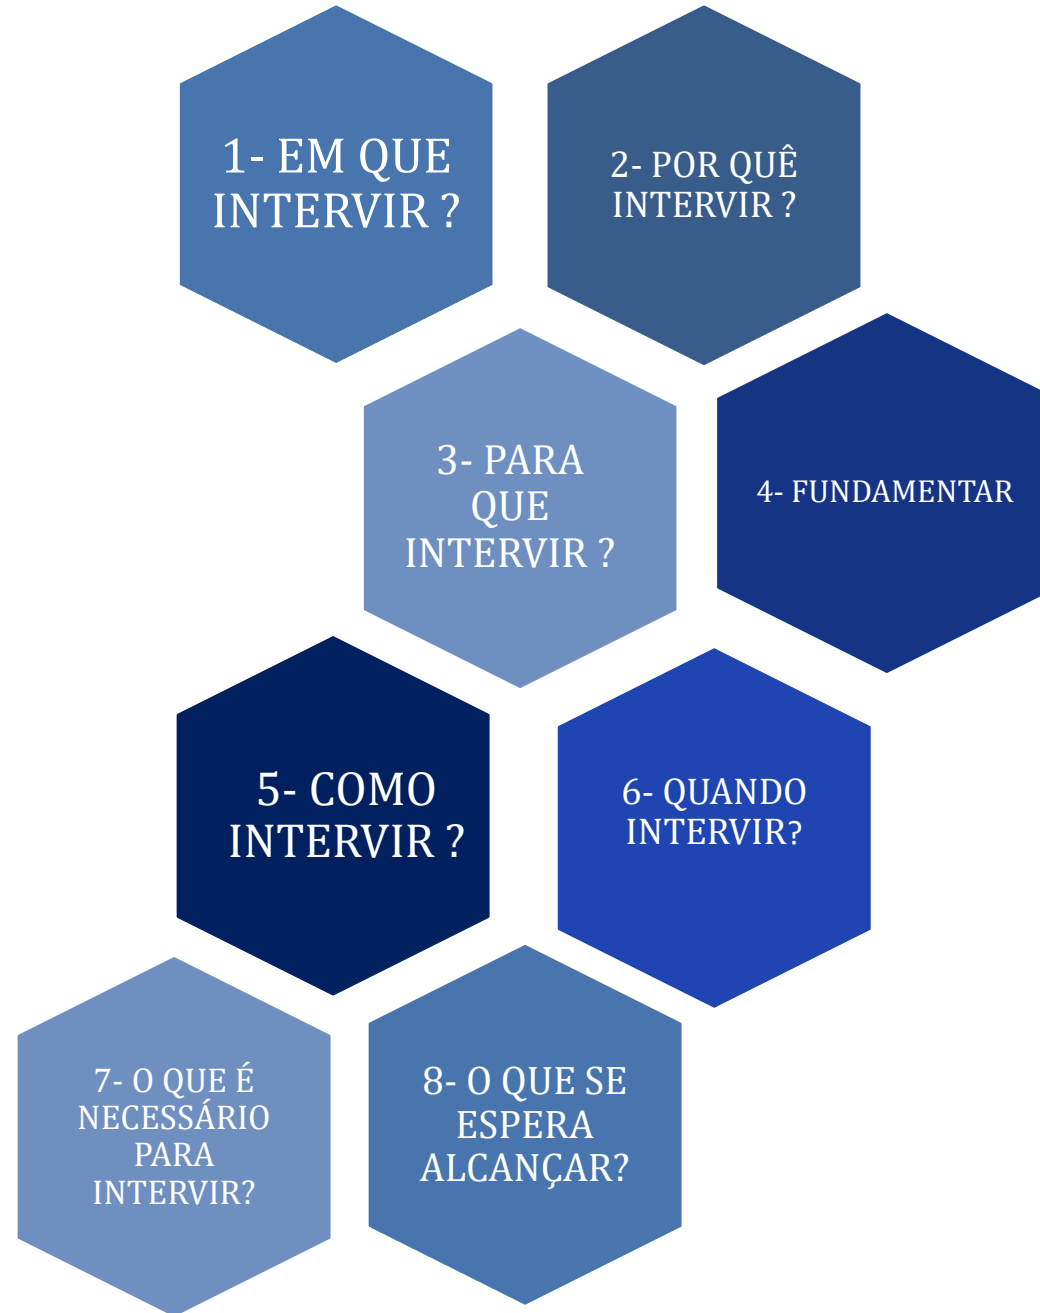 1- EM QUE
INTERVIR ?
2- POR QUÊ
INTERVIR ?
3- PARA
QUE
INTERVIR ?
4- FUNDAMENTAR
5- COMO
INTERVIR ?
6- QUANDO
INTERVIR?
7- O QUE É
NECESSÁRIO
PARA
INTERVIR?
8- O QUE SE
ESPERA
ALCANÇAR?